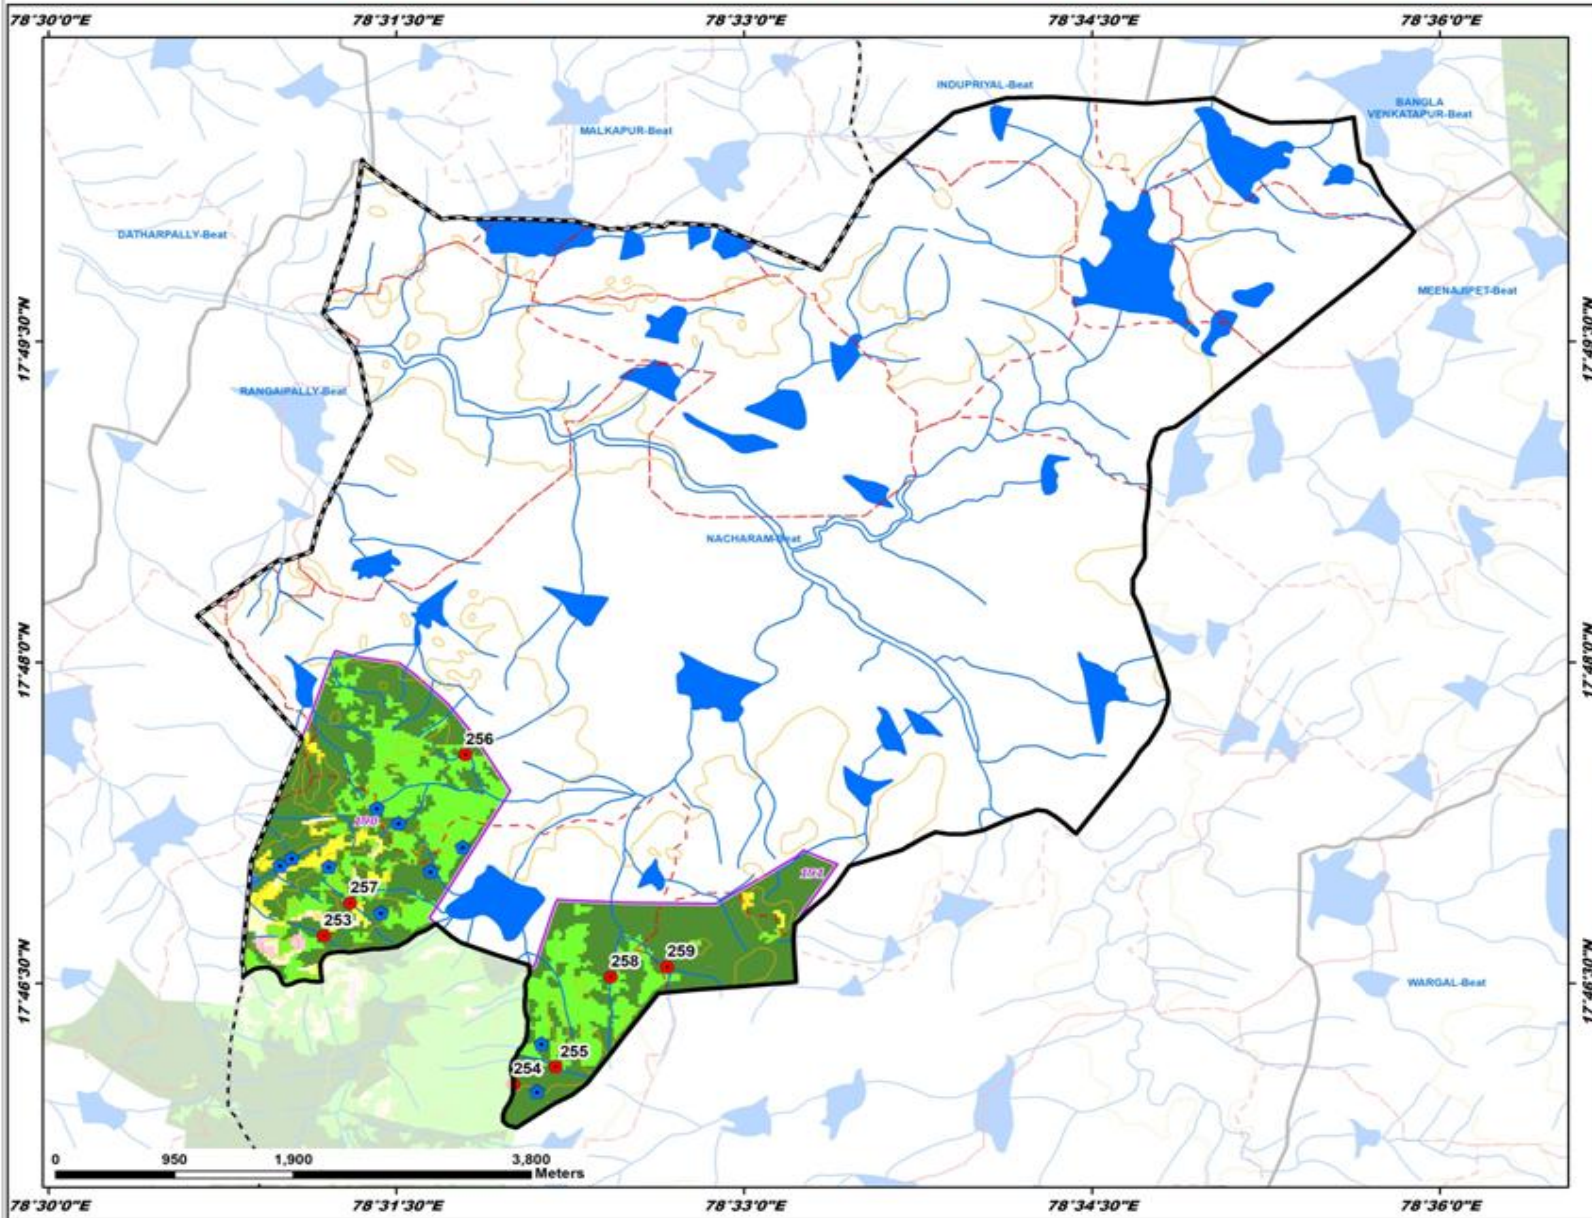 78°30'0"E 78°31'30"E 78°33'0"E 78°34'30"E 78°36'0"E
INDUPRIYAL-Beat
BANGLA
VENKATAPUR-Beat
MALKAPUR-Beat
DATHARPALLY-Beat
MEENAJIPET-Beat
17°49'30"N
17°49'30"N
RANGAIPALLY-Beat
NACHARAM-Beat
17°48'0"N
17°48'0"N
256
190
191
257
253
259
258
WARGAL-Beat
17°46'30"N
17°46'30"N
255
254
0 950 1,900 3,800
Meters
78°30'0"E 78°31'30"E 78°33'0"E 78°34'30"E 78°36'0"E